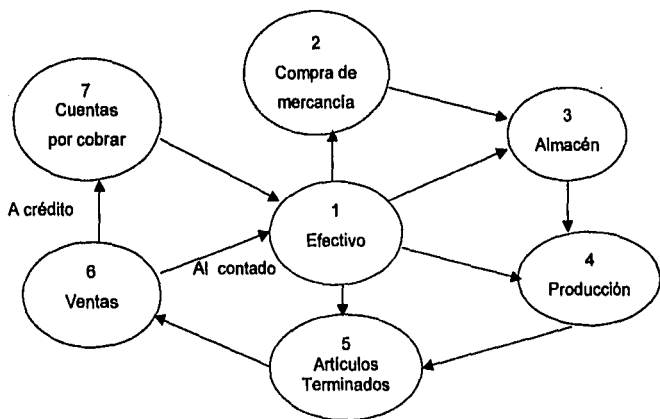 2
Compra de
mercancía
7
Cuentas
por cobrar
3
Almacén
A crédito
1
Efectivo
6
Ventas
Al contado
4
Producción
5
Artículos
Terminados